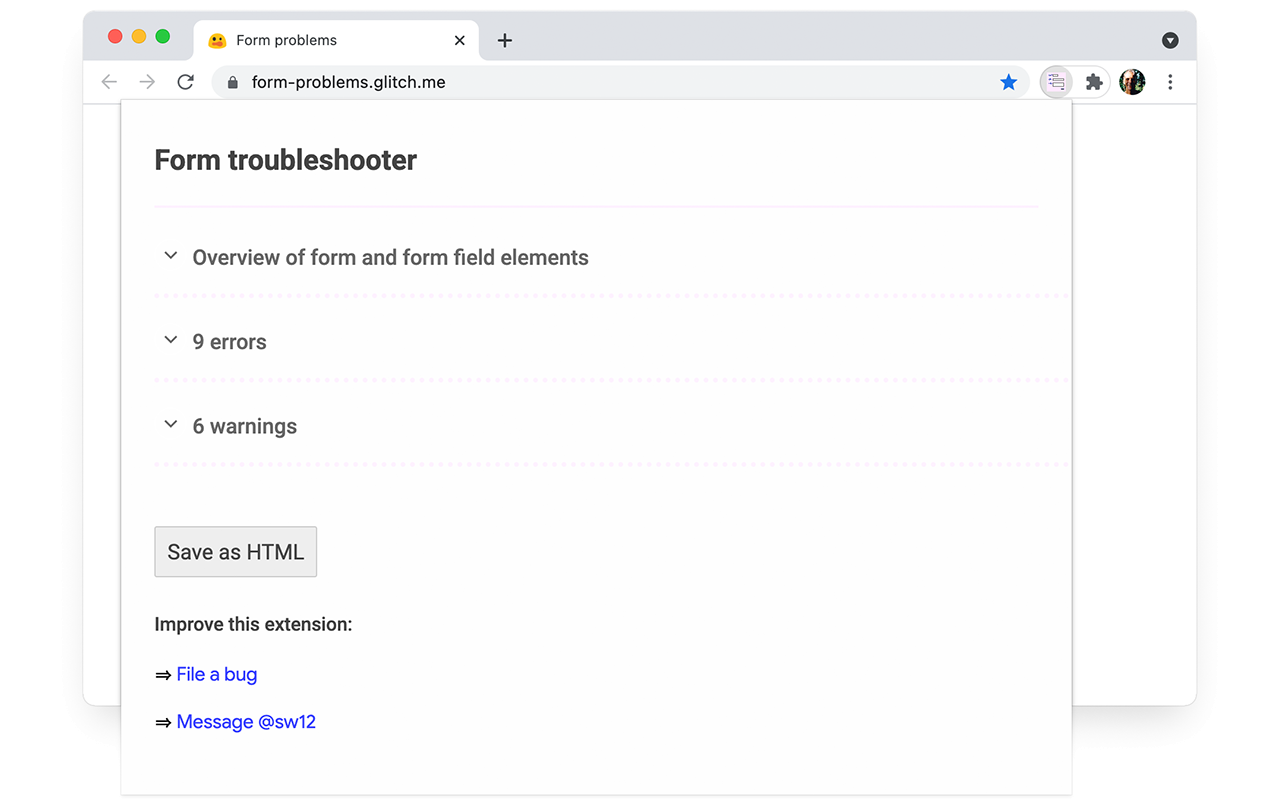 Form problems
form-problems.glitch.me
Form troubleshooter
Overview of form and form field elements
9 errors
6 warnings
Save as HTML
Improve this extension:
⇒ File a bug
⇒ Message @sw12